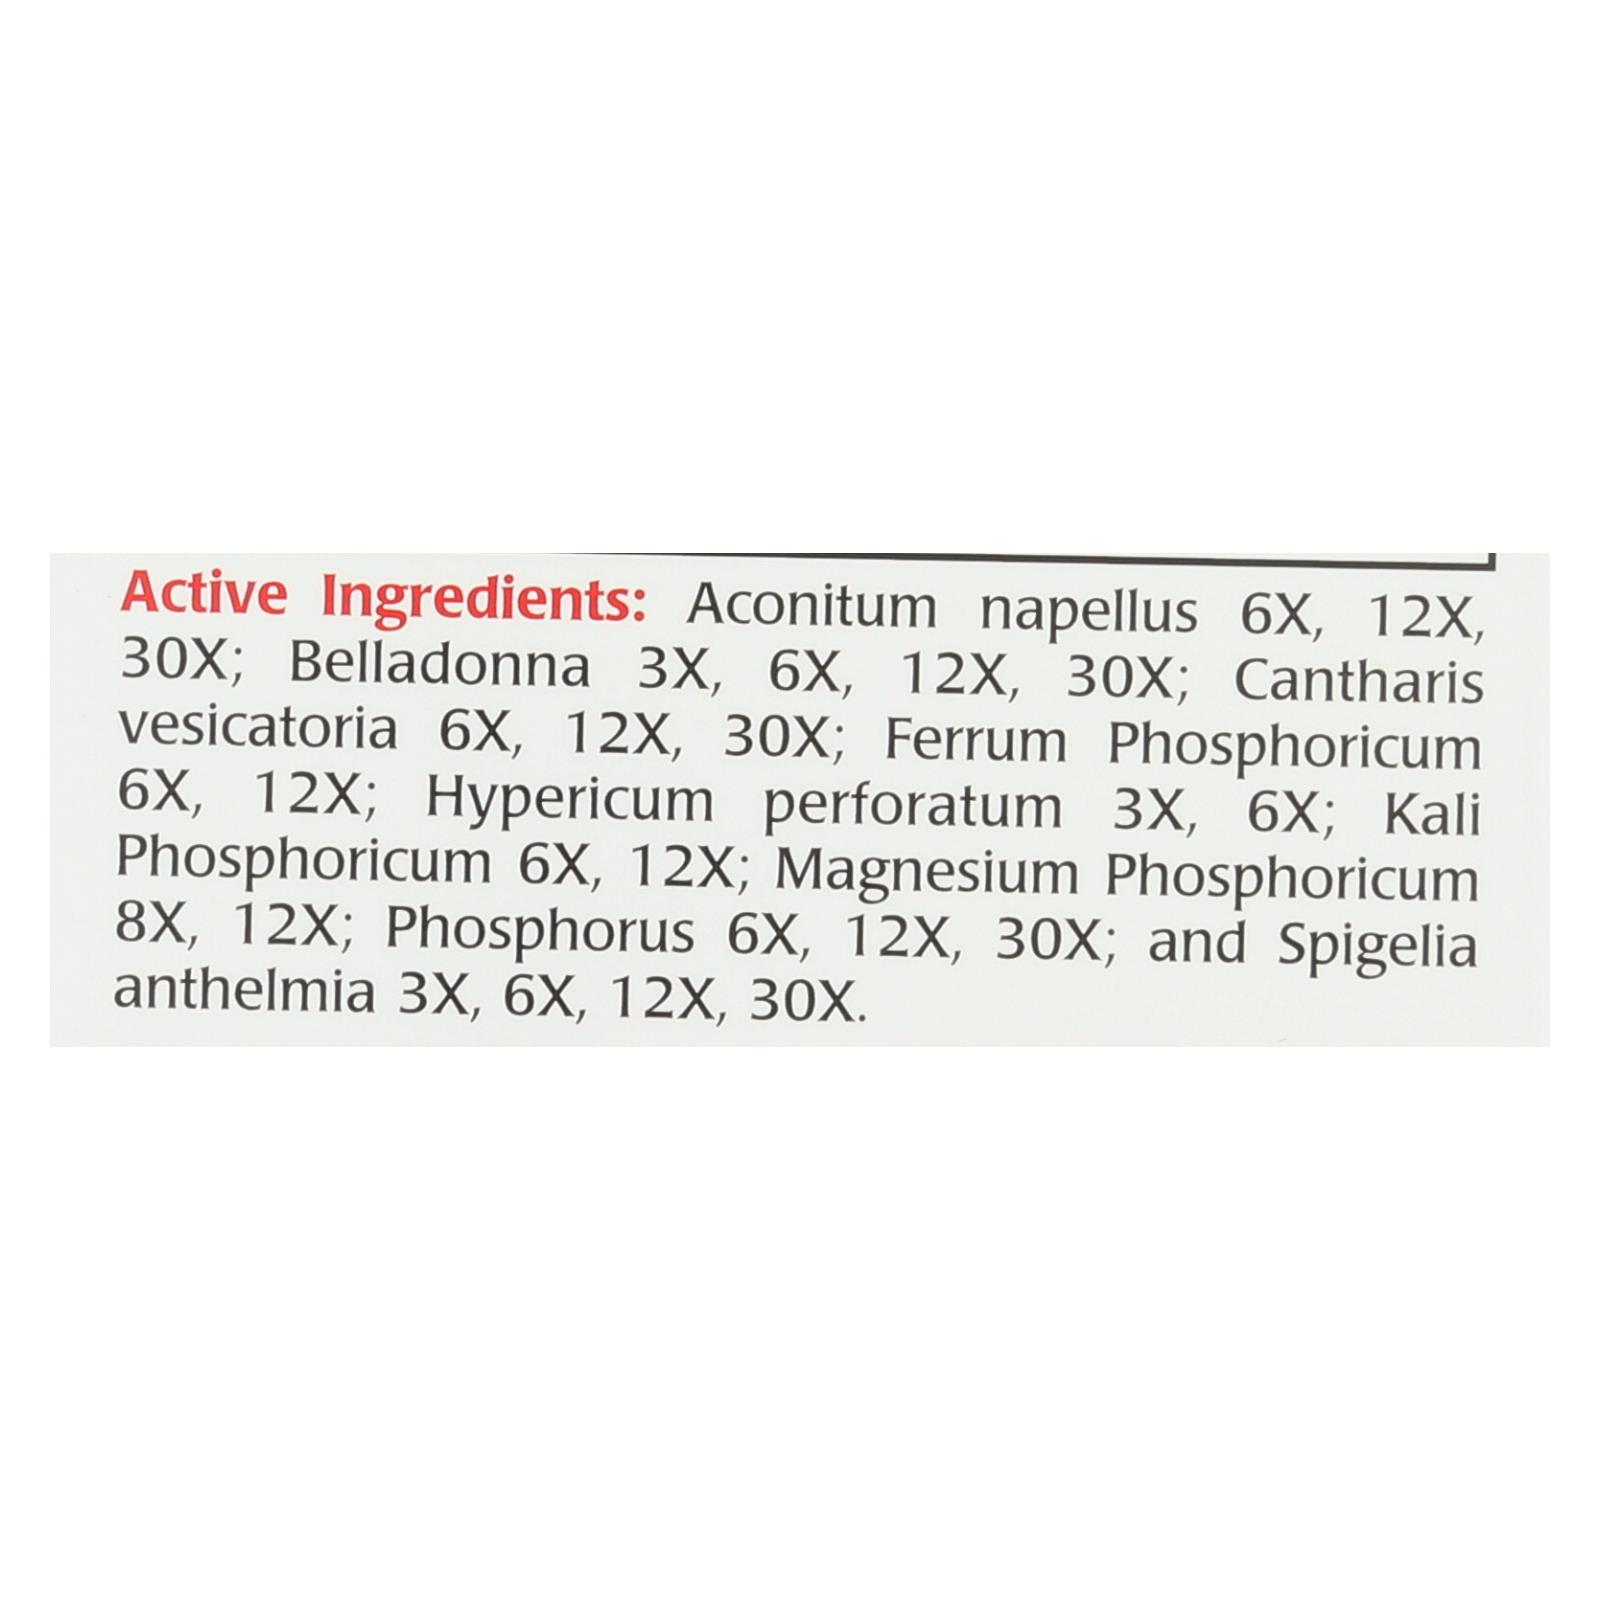 Active Ingredients: Aconitum napellus 6X, 12X,
30X; Belladonna 3X, 6X, 12X, 30X; Cantharis
vesicatoria 6X, 12X, 30X; Ferrum Phosphoricum
6X, 12X; Hypericum perforatum 3X, 6X; Kali
Phosphoricum 6X, 12X; Magnesium Phosphoricum
8X, 12X; Phosphorus 6X, 12X, 30X; and Spigelia
anthelmia 3X, 6X, 12X, 30X.